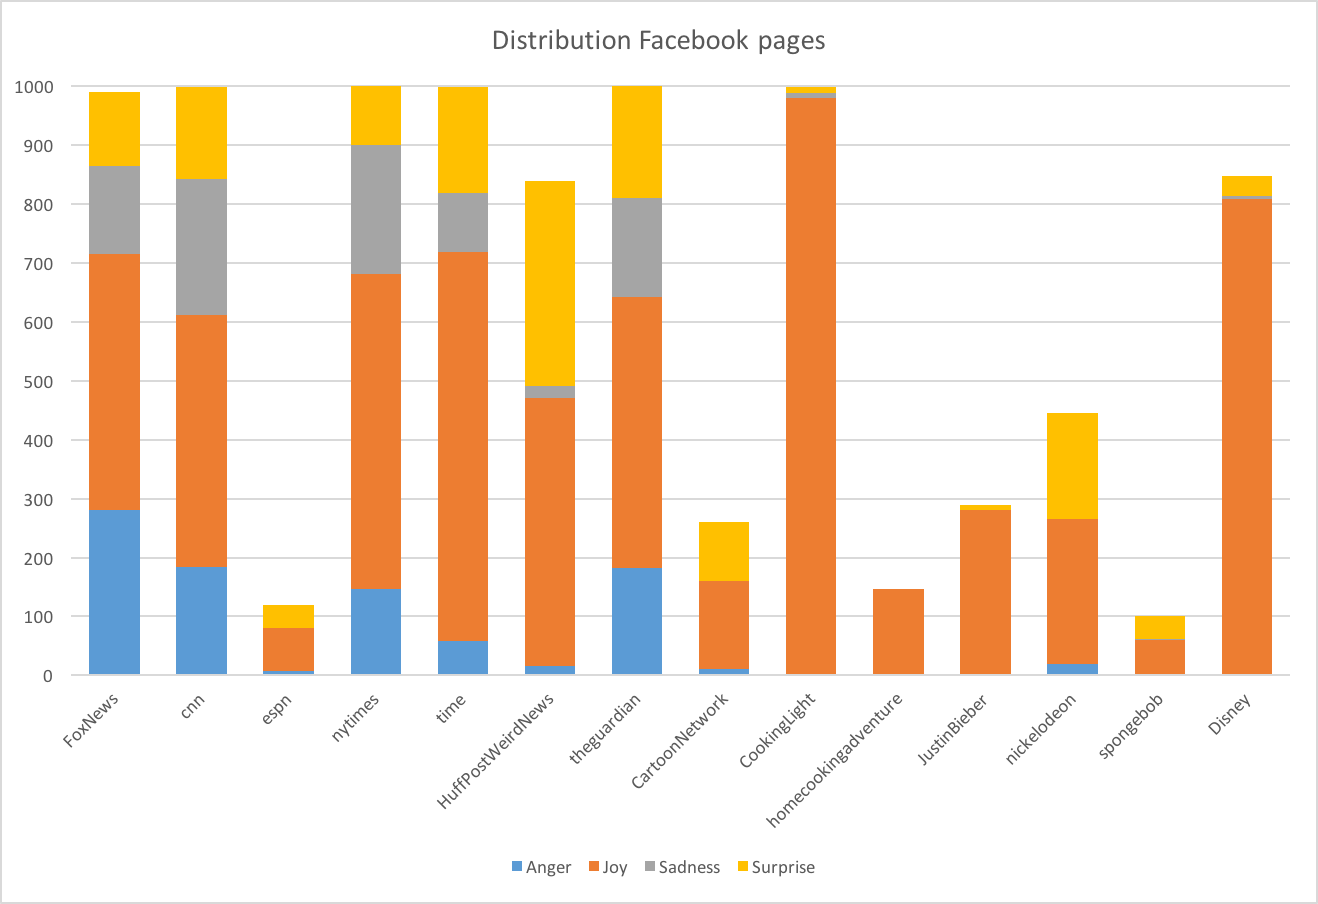 Distribution Facebook pages
1000
900
800
700
600
500
400
300
200
100
0
FoxNews
cnn
espn
nytimes
time
HuffPostWeirdNews
theguardian
CartoonNetwork
CookingLight
homecookingadventure
JustinBieber
nickelodeon
spongebob
Disney
Anger Joy Sadness Surprise